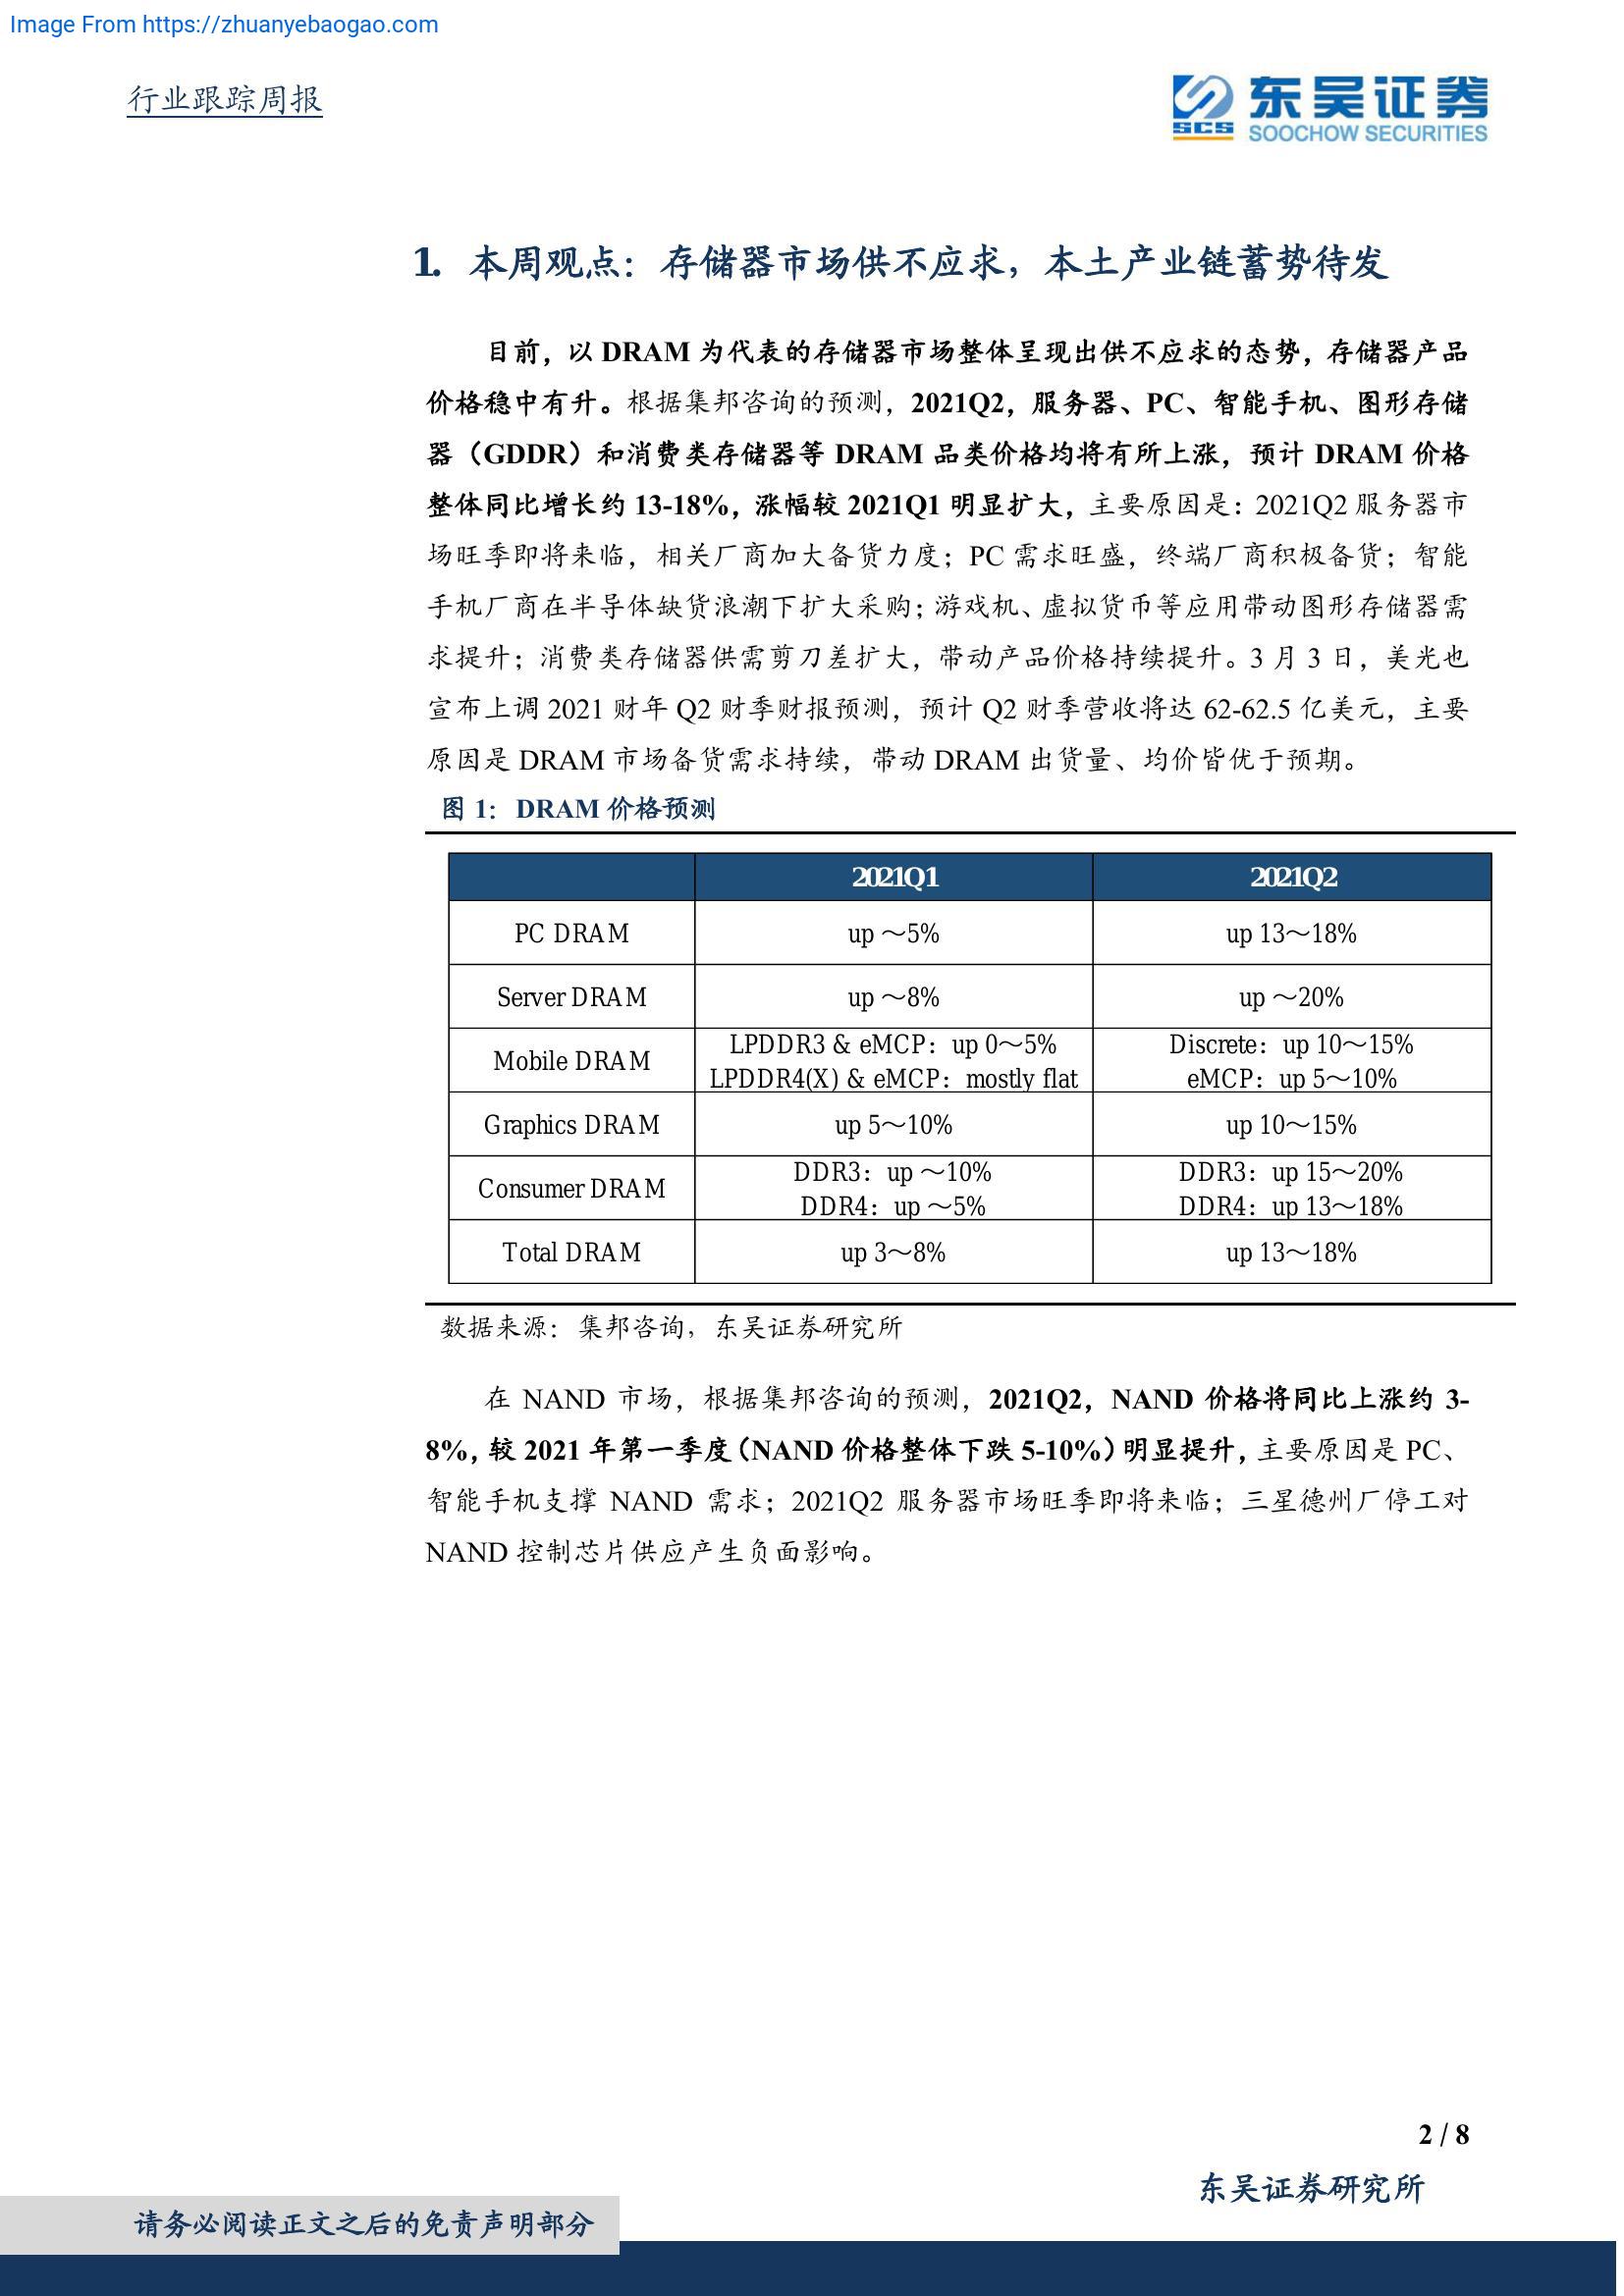 Image From https://zhuanyebaogao.com
行业跟踪周报
SCS 东吴证券
SOOCHOW SECURITIES
1. 本周观点：存储器市场供不应求，本土产业链蓄势待发
目前，以 DRAM 为代表的存储器市场整体呈现出供不应求的态势，存储器产品
价格稳中有升。根据集邦咨询的预测，2021Q2，服务器、PC、智能手机、图形存储
器（GDDR）和消费类存储器等 DRAM 品类价格均将有所上涨，预计 DRAM 价格
整体同比增长约 13-18%，涨幅较 2021Q1 明显扩大，主要原因是：2021Q2 服务器市
场旺季即将来临，相关厂商加大备货力度；PC 需求旺盛，终端厂商积极备货；智能
手机厂商在半导体缺货浪潮下扩大采购；游戏机、虚拟货币等应用带动图形存储器需
求提升；消费类存储器供需剪刀差扩大，带动产品价格持续提升。3 月 3 日，美光也
宣布上调 2021 财年 Q2 财季财报预测，预计 Q2 财季营收将达 62-62.5 亿美元，主要
原因是 DRAM 市场备货需求持续，带动 DRAM 出货量、均价皆优于预期。
图 1：DRAM 价格预测
2021Q1 2021Q2
PC DRAM up ～5% up 13～18%
Server DRAM up ～8% up ～20%
Mobile DRAM LPDDR3 & eMCP：up 0～5% Discrete：up 10～15%
LPDDR4(X) & eMCP：mostly flat eMCP：up 5～10%
Graphics DRAM up 5～10% up 10～15%
Consumer DRAM DDR3：up ～10% DDR3：up 15～20%
DDR4：up ～5% DDR4：up 13～18%
Total DRAM up 3～8% up 13～18%
数据来源：集邦咨询，东吴证券研究所
在 NAND 市场，根据集邦咨询的预测，2021Q2，NAND 价格将同比上涨约 3-
8%，较 2021 年第一季度（NAND 价格整体下跌 5-10%）明显提升，主要原因是 PC、
智能手机支撑 NAND 需求；2021Q2 服务器市场旺季即将来临；三星德州厂停工对
NAND 控制芯片供应产生负面影响。
2 / 8
东吴证券研究所
请务必阅读正文之后的免责声明部分